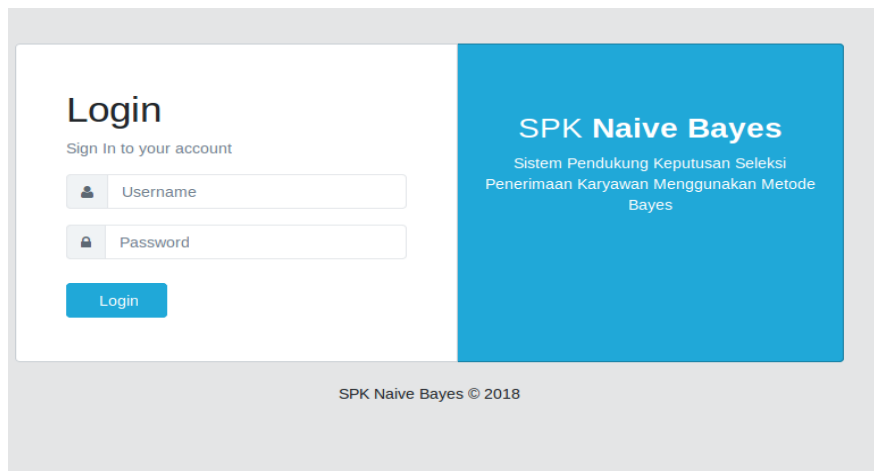 Login
Sign In to your account
Username
Password
Login
SPK Naive Bayes
Sistem Pendukung Keputusan Seleksi
Penerimaan Karyawan Menggunakan Metode
Bayes
SPK Naive Bayes © 2018